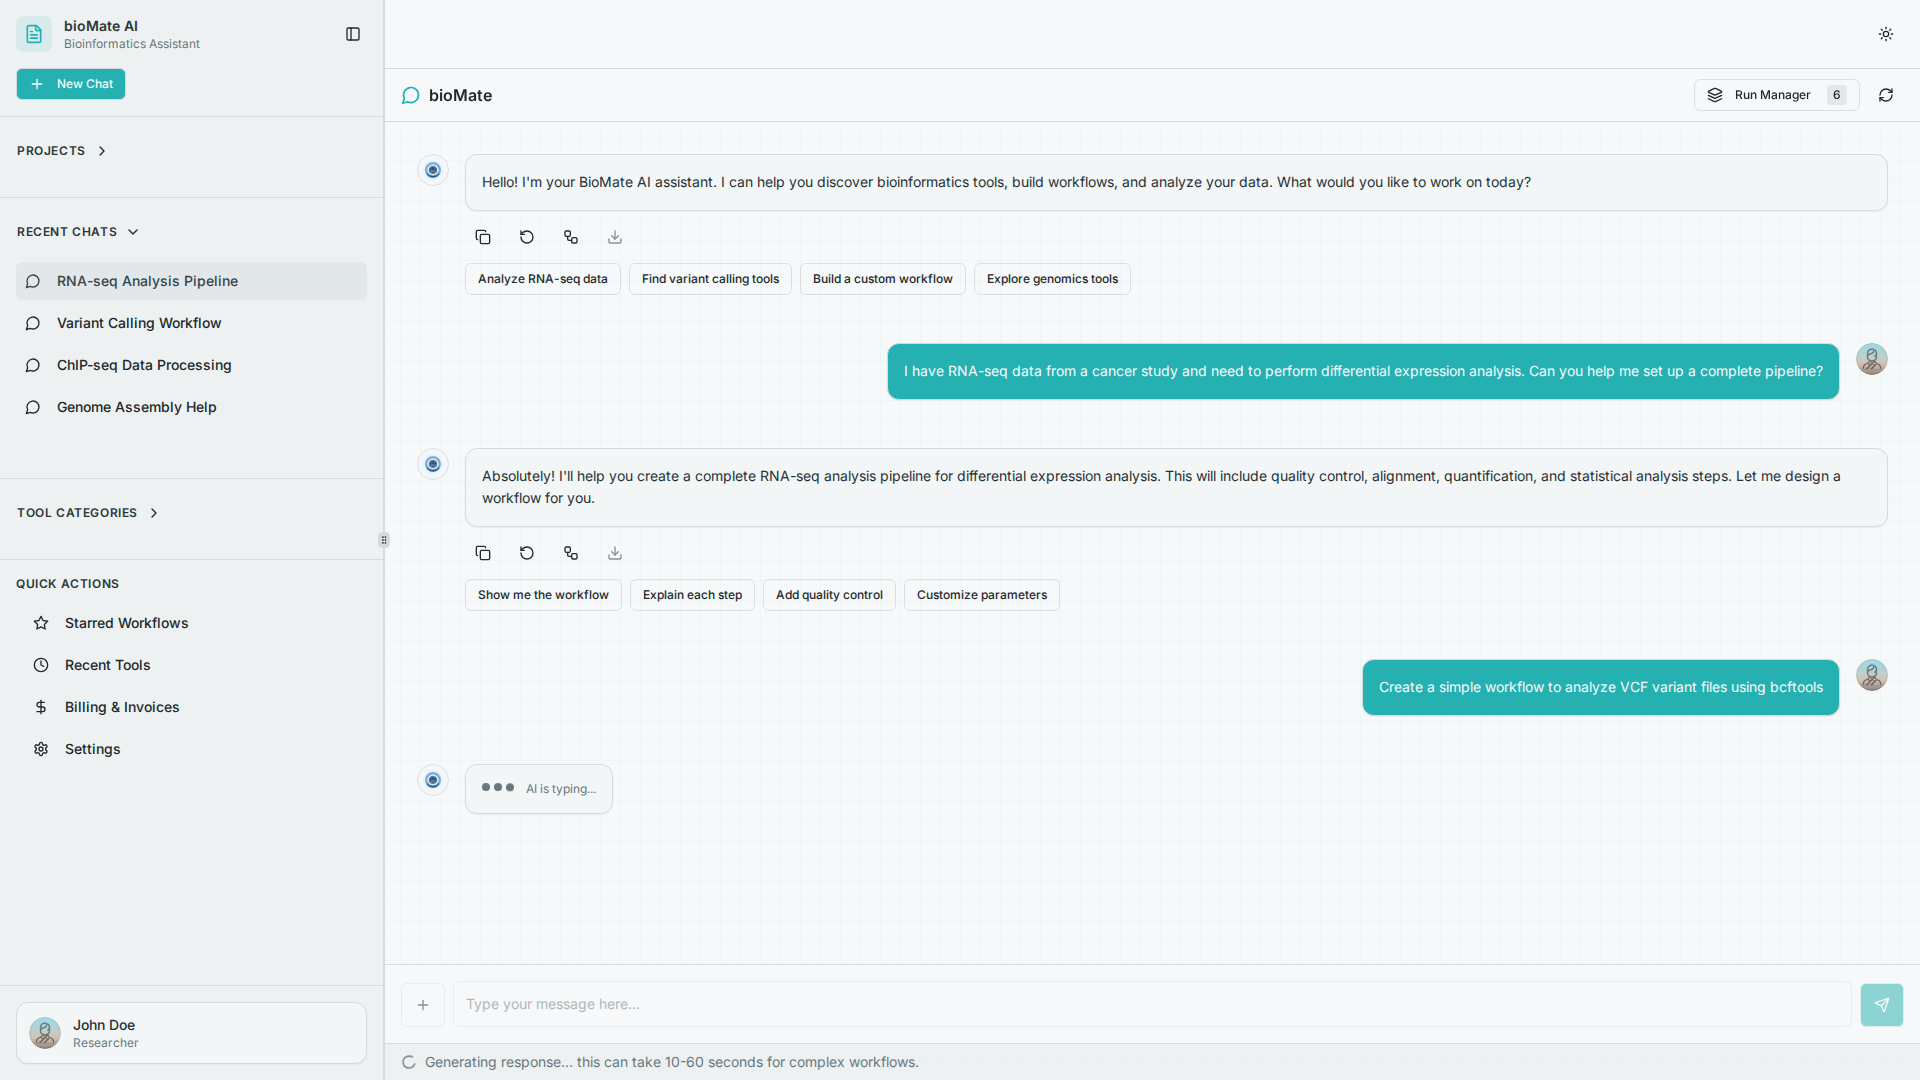 bioMate AI
Bioinformatics Assistant
New Chat
PROJECTS
RECENT CHATS
RNA-seq Analysis Pipeline
Variant Calling Workflow
ChIP-seq Data Processing
Genome Assembly Help
TOOL CATEGORIES
QUICK ACTIONS
Starred Workflows
Recent Tools
Billing & Invoices
Settings
John Doe
Researcher
bioMate
Run Manager 6
Hello! I'm your BioMate AI assistant. I can help you discover bioinformatics tools, build workflows, and analyze your data. What would you like to work on today?
Analyze RNA-seq data Find variant calling tools Build a custom workflow Explore genomics tools
I have RNA-seq data from a cancer study and need to perform differential expression analysis. Can you help me set up a complete pipeline?
Absolutely! I'll help you create a complete RNA-seq analysis pipeline for differential expression analysis. This will include quality control, alignment, quantification, and statistical analysis steps. Let me design a
workflow for you.
Show me the workflow Explain each step Add quality control Customize parameters
Create a simple workflow to analyze VCF variant files using bcftools
AI is typing...
Type your message here...
Generating response... this can take 10-60 seconds for complex workflows.